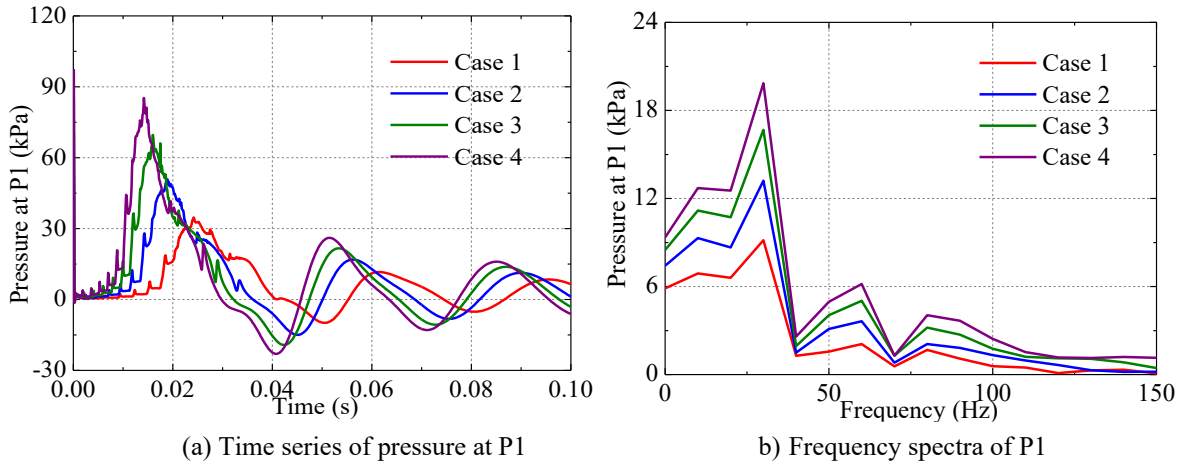 120
90
60
30
0
-30
Pressure at P1 (kPa)
Case 1
Case 2
Case 3
Case 4
0.00
0.02
0.04
0.06
0.08
0.10
Time (s)
(a) Time series of pressure at P1
24
18
12
6
0
Pressure at P1 (kPa)
Case 1
Case 2
Case 3
Case 4
0
50
100
150
Frequency (Hz)
b) Frequency spectra of P1